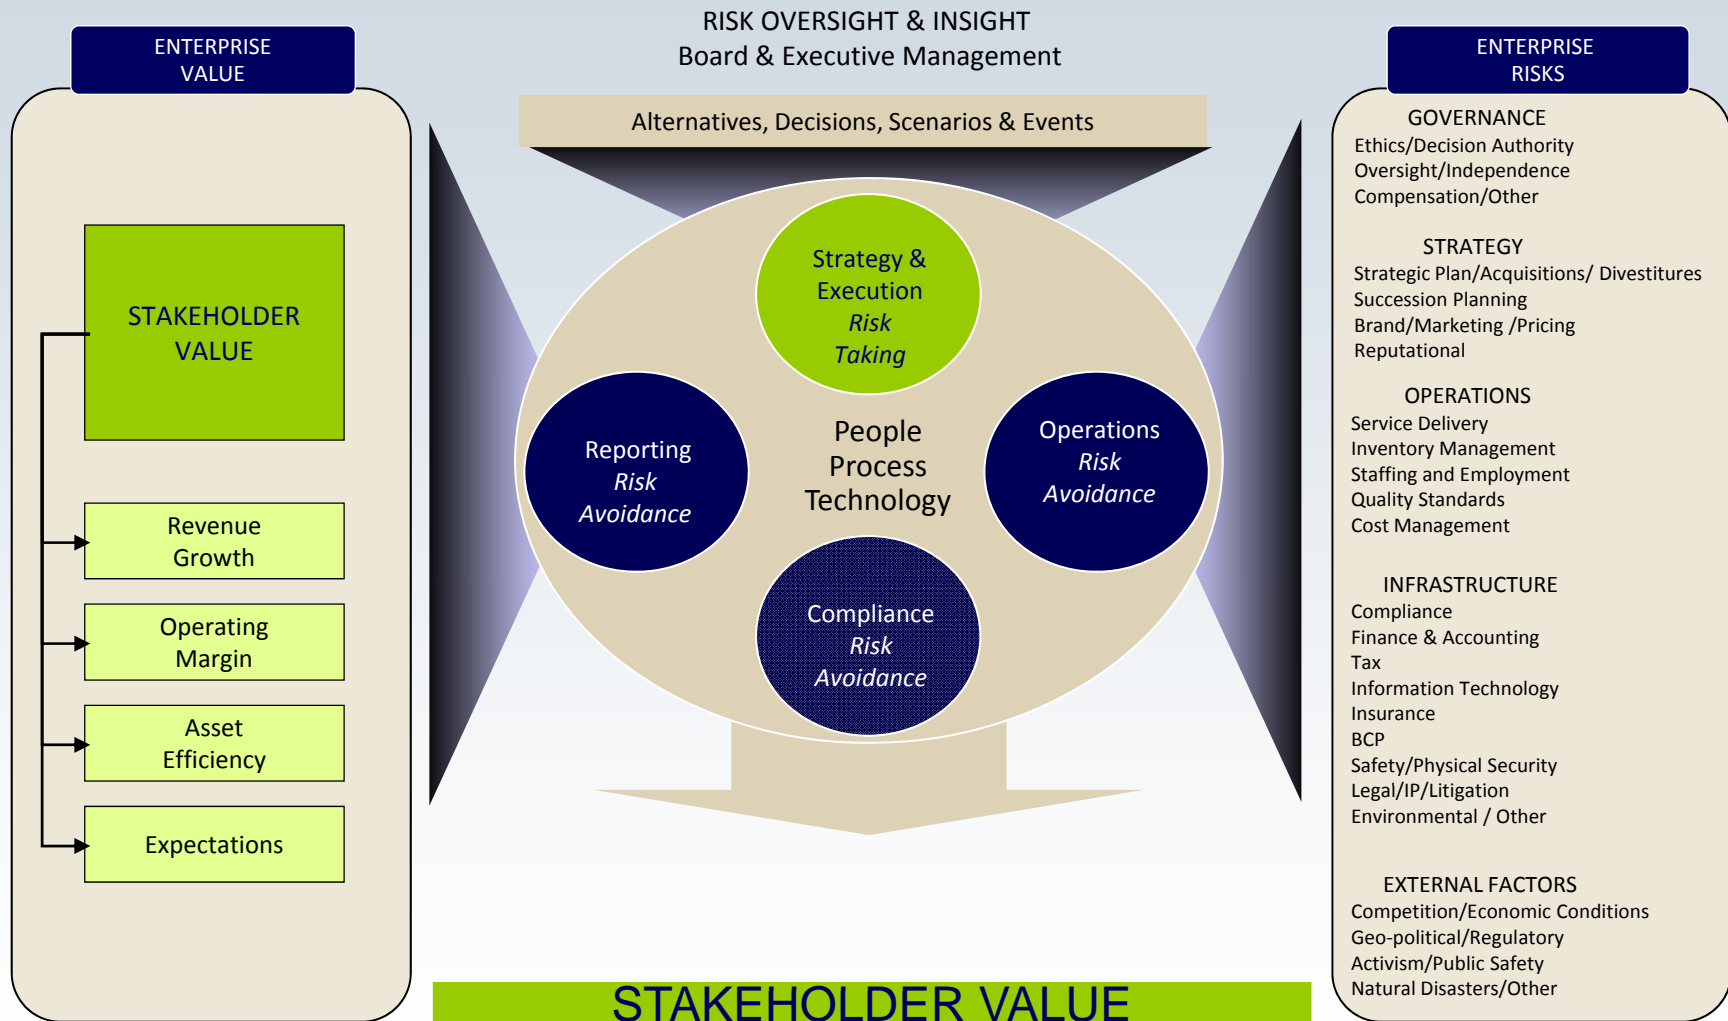 RISK OVERSIGHT & INSIGHT
Board & Executive Management
ENTERPRISE
VALUE
STAKEHOLDER
VALUE
Revenue
Growth
Operating
Margin
Asset
Efficiency
Expectations
Alternatives, Decisions, Scenarios & Events
Strategy &
Execution
Risk
Taking
Reporting
Risk
Avoidance
People
Process
Technology
Operations
Risk
Avoidance
Compliance
Risk
Avoidance
STAKEHOLDER VALUE
ENTERPRISE
RISKS
GOVERNANCE
Ethics/Decision Authority
Oversight/Independence
Compensation/Other
STRATEGY
Strategic Plan/Acquisitions/ Divestitures
Succession Planning
Brand/Marketing /Pricing
Reputational
OPERATIONS
Service Delivery
Inventory Management
Staffing and Employment
Quality Standards
Cost Management
INFRASTRUCTURE
Compliance
Finance & Accounting
Tax
Information Technology
Insurance
BCP
Safety/Physical Security
Legal/IP/Litigation
Environmental / Other
EXTERNAL FACTORS
Competition/Economic Conditions
Geo-political/Regulatory
Activism/Public Safety
Natural Disasters/Other